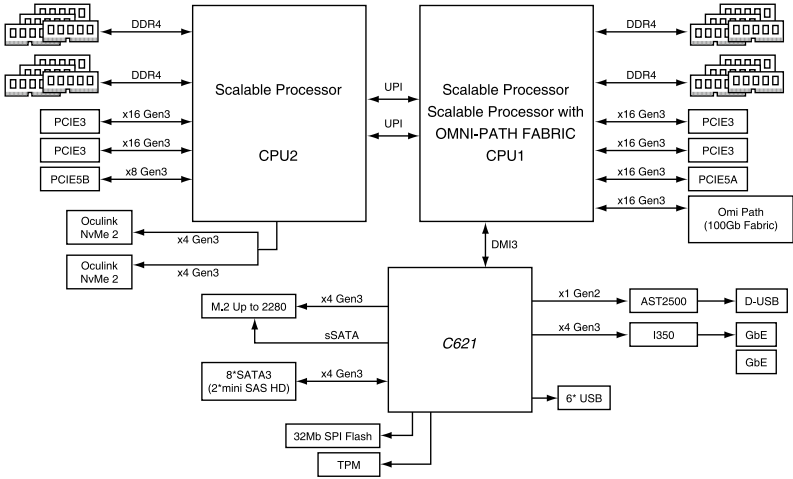 DDR4
DDR4
PCIE3
x16 Gen3
PCIE3
x16 Gen3
PCIE5B
x8 Gen3
Scalable Processor
CPU2
UPI
UPI
Scalable Processor
Scalable Processor with
OMNI-PATH FABRIC
CPU1
DDR4
DDR4
x16 Gen3
PCIE3
x16 Gen3
PCIE3
x16 Gen3
PCIE5A
x16 Gen3
Omi Path
(100Gb Fabric)
Oculink
NvMe 2
x4 Gen3
Oculink
NvMe 2
x4 Gen3
DMI3
M.2 Up to 2280
x4 Gen3
sSATA
8*SATA3
(2*mini SAS HD)
x4 Gen3
C621
x1 Gen2
AST2500
D-USB
x4 Gen3
I350
GbE
GbE
6* USB
32Mb SPI Flash
TPM